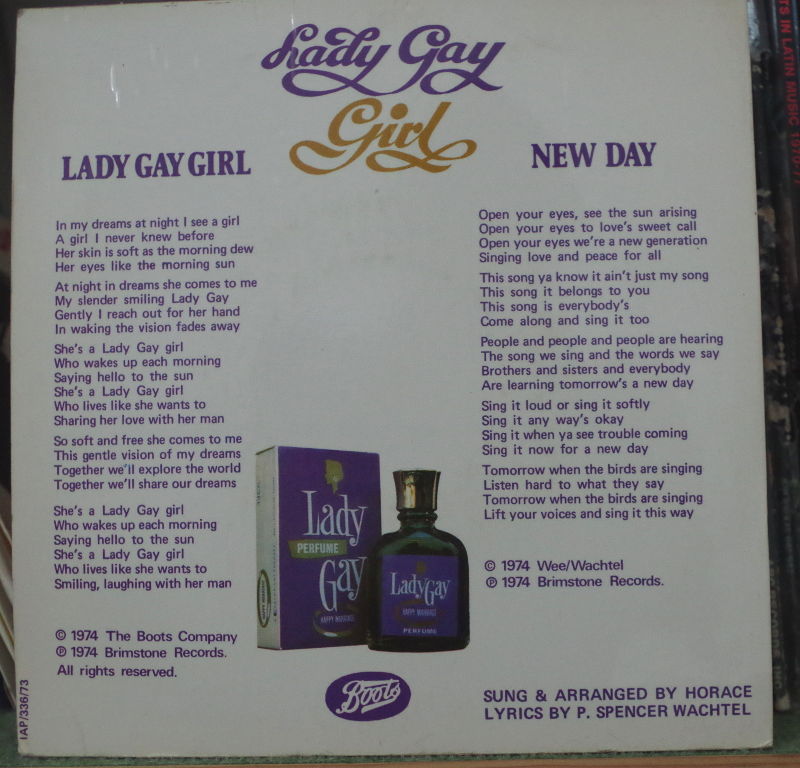 Lady Gay
Girl
LADY GAY GIRL
In my dreams at night I see a girl
A girl I never knew before
Her skin is soft as the morning dew
Her eyes like the morning sun
At night in dreams she comes to me
My slender smiling Lady Gay
Gently I reach out for her hand
In waking the vision fades away
She's a Lady Gay girl
Who wakes up each morning
Saying hello to the sun
She's a Lady Gay girl
Who lives like she wants to
Sharing her love with her man
So soft and free she comes to me
This gentle vision of my dreams
Together we'll explore the world
Together we'll share our dreams
She's a Lady Gay girl
Who wakes up each morning
Saying hello to the sun
She's a Lady Gay girl
Who lives like she wants to
Smiling, laughing with her man
© 1974 The Boots Company
℗ 1974 Brimstone Records.
All rights reserved.
NEW DAY
Open your eyes, see the sun arising
Open your eyes to love's sweet call
Open your eyes we're a new generation
Singing love and peace for all
This song ya know it ain't just my song
This song it belongs to you
This song is everybody's
Come along and sing it too
People and people and people are hearing
The song we sing and the words we say
Brothers and sisters and everybody
Are learning tomorrow's a new day
Sing it loud or sing it softly
Sing it any way's okay
Sing it when ya see trouble coming
Sing it now for a new day
Tomorrow when the birds are singing
Listen hard to what they say
Tomorrow when the birds are singing
Lift your voices and sing it this way
© 1974 Wee/Wachtel
℗ 1974 Brimstone Records.
Lady
PERFUME
Gay
HAPPY MARRIAGE
Lady Gay
HAPPY MARRIAGE
PERFUME
Boots
SUNG & ARRANGED BY HORACE
LYRICS BY P. SPENCER WACHTEL
IAP/336/73
IN LATIN MUSIC 1970-77